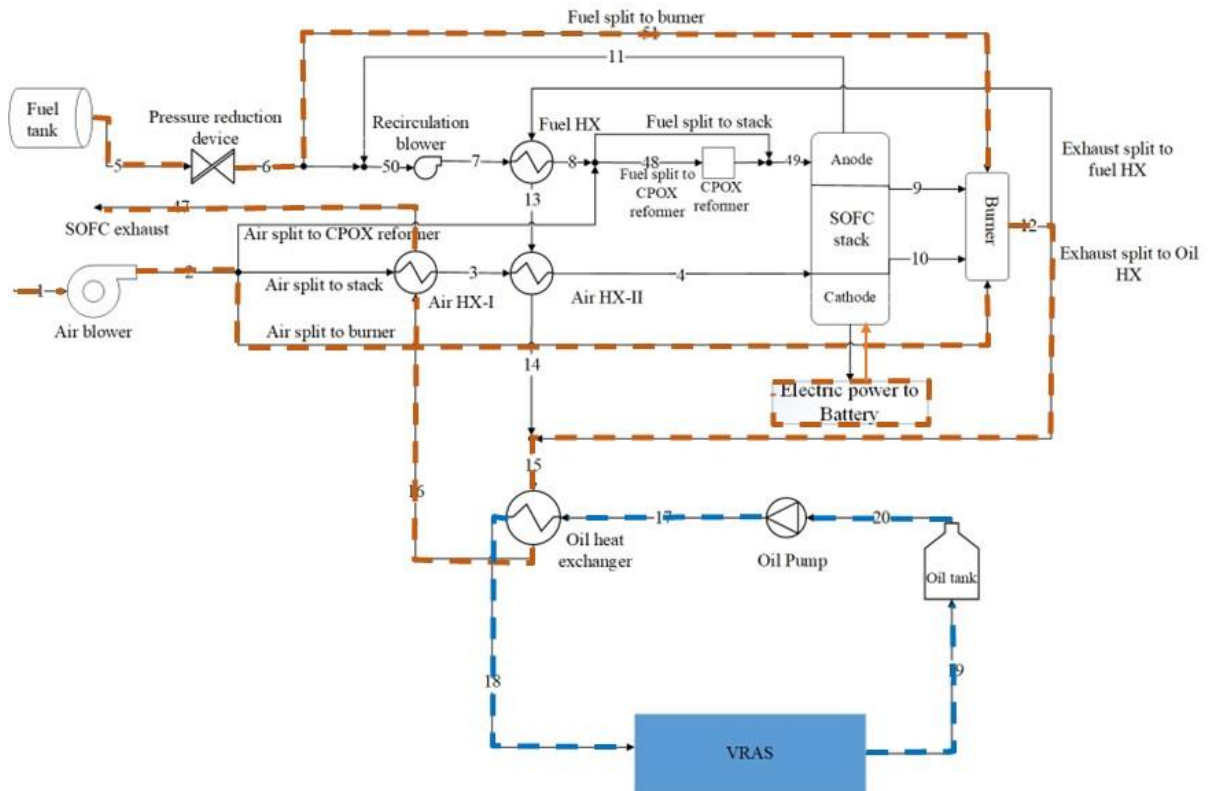 Fuel split to burner
51
11
Fuel
tank
Pressure reduction
device
Recirculation
blower
Fuel HX
Fuel split to stack
5
6
50
7
8
48
49
Anode
Exhaust split to
fuel HX
Fuel split to
CPOX
reformer
CPOX
reformer
13
9
Burner
47
SOFC exhaust
Air split to CPOX reformer
SOFC
stack
12
Exhaust split to Oil
HX
10
2
3
4
1
Air split to stack
Air HX-I
Air HX-II
Cathode
Air blower
Air split to burner
14
Electric power to
Battery
15
16
17
20
Oil heat
exchanger
Oil Pump
Oil tank
18
19
VRAS